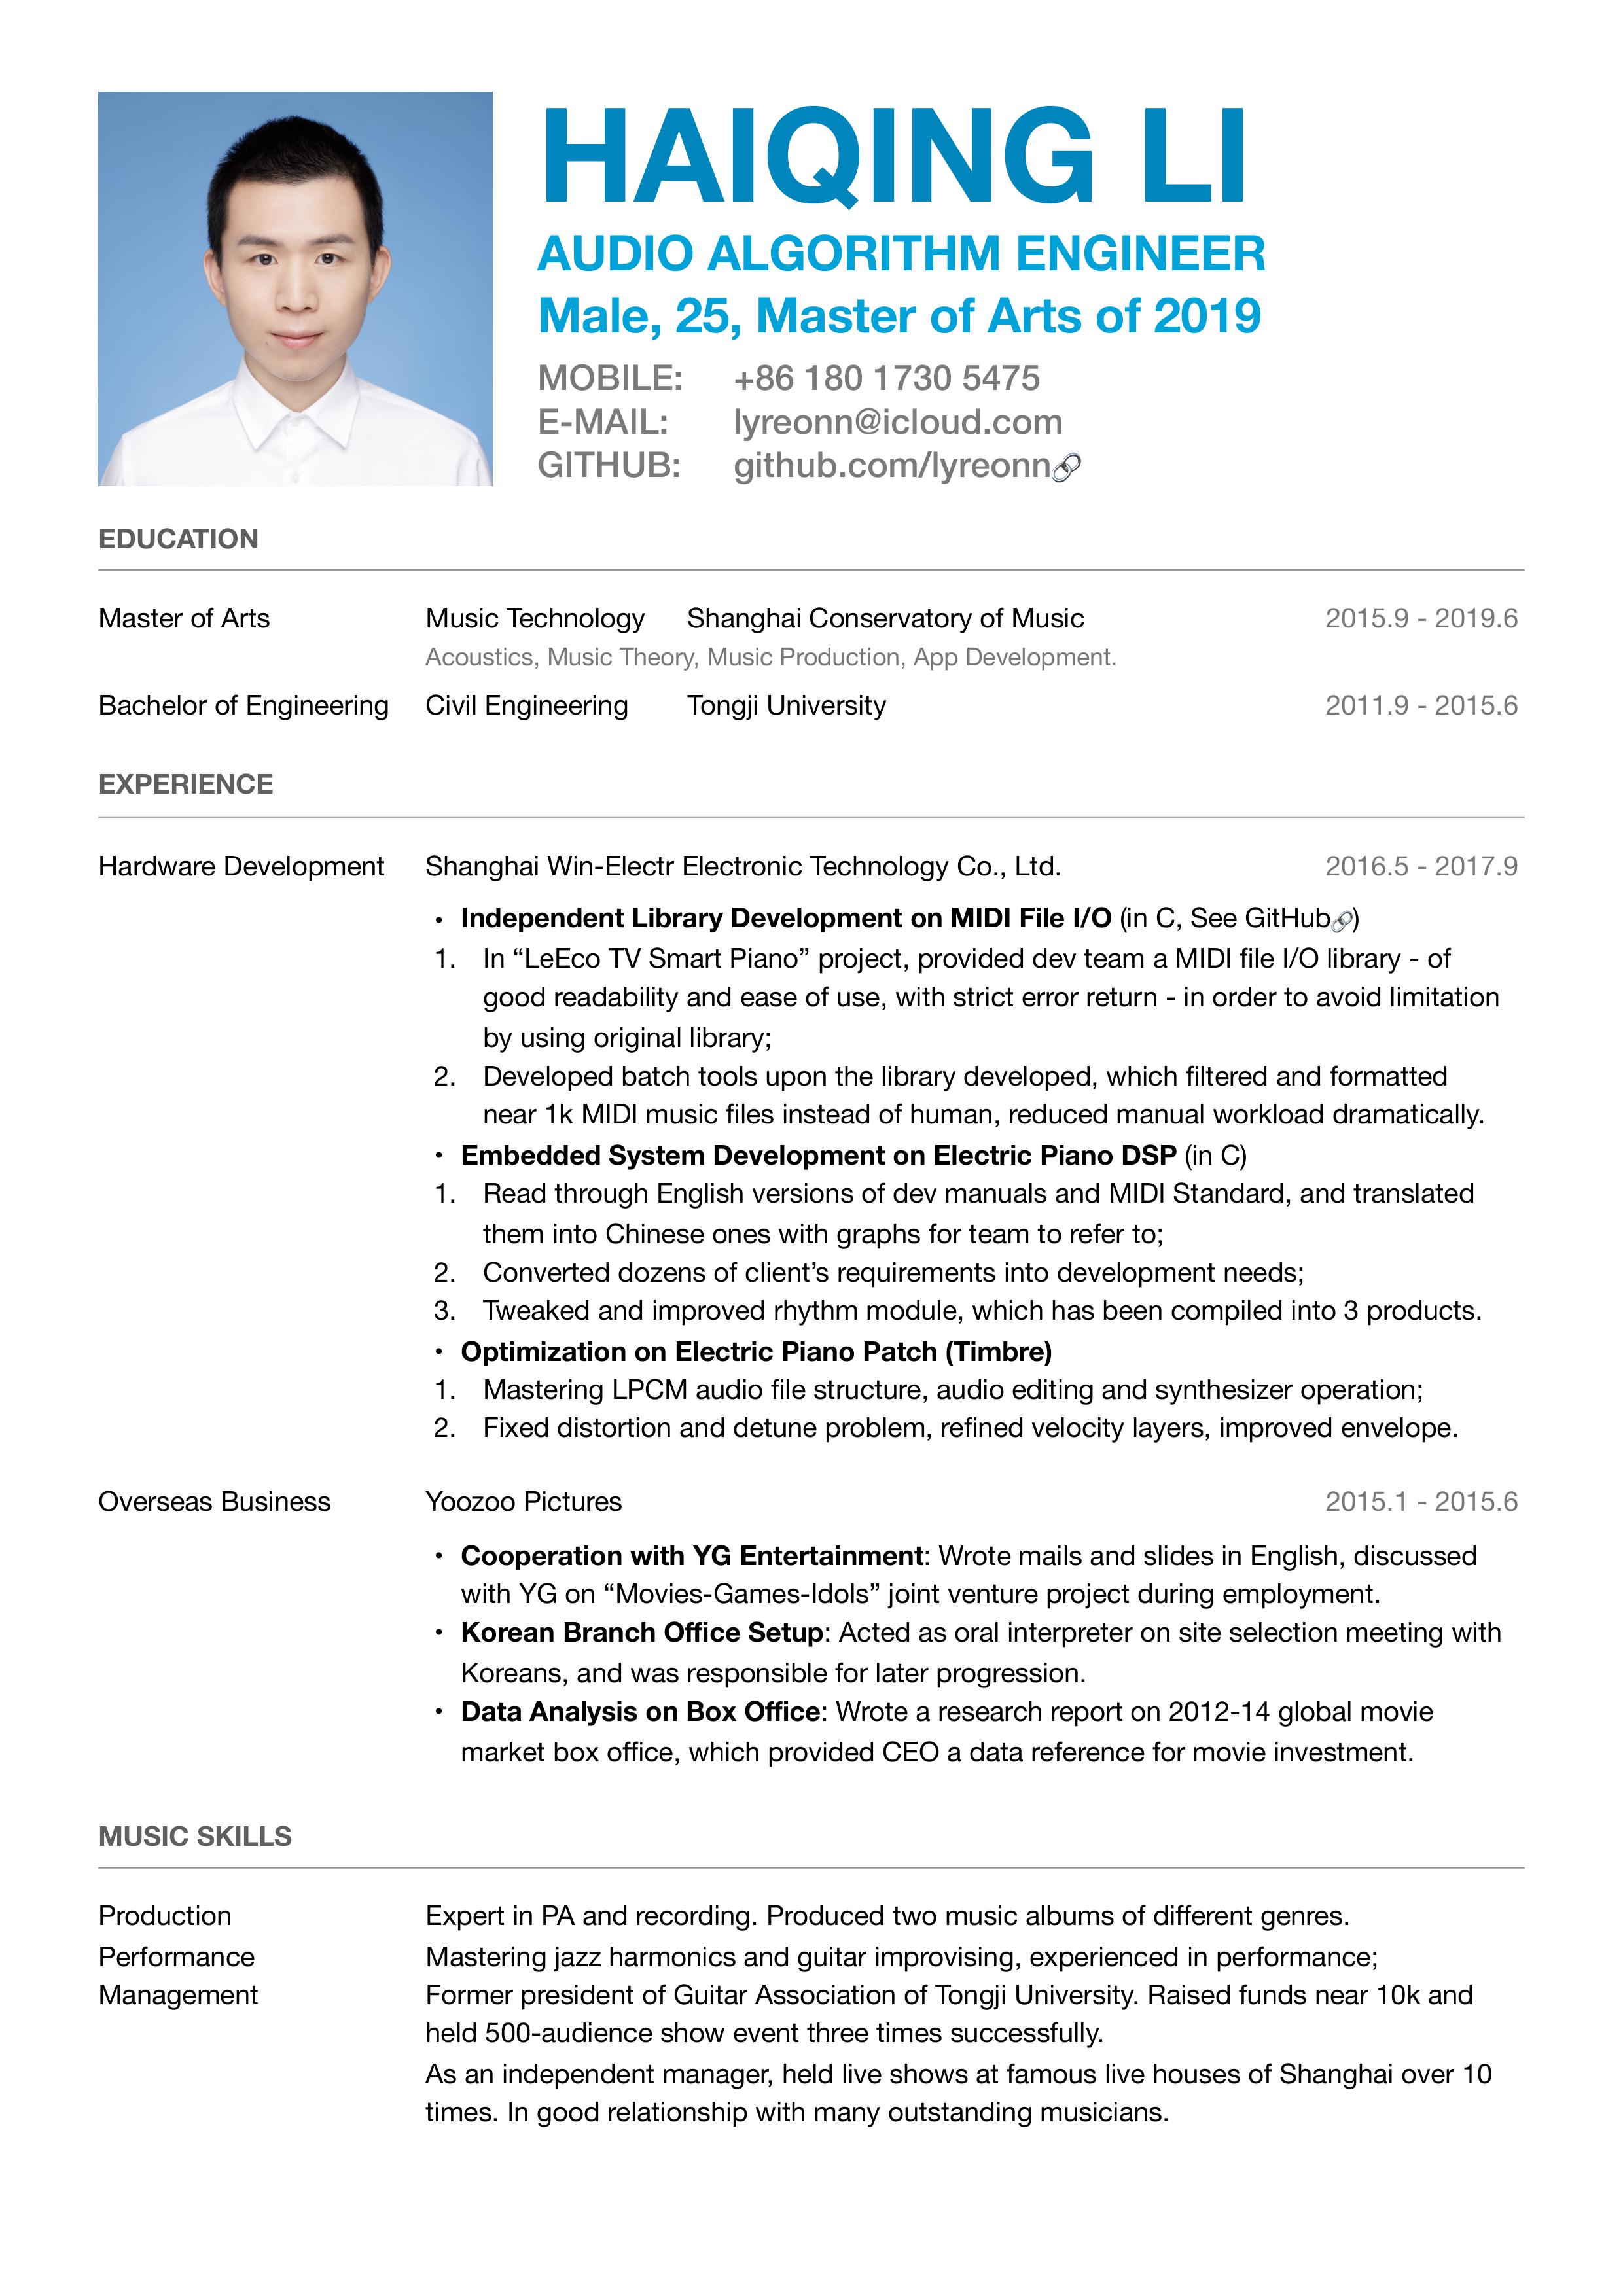 HAIQING LI
AUDIO ALGORITHM ENGINEER
Male, 25, Master of Arts of 2019
MOBILE: +86 180 1730 5475
E-MAIL: lyreonn@icloud.com
GITHUB: github.com/lyreonn
EDUCATION
Master of Arts Music Technology Shanghai Conservatory of Music 2015.9 - 2019.6
Acoustics, Music Theory, Music Production, App Development.
Bachelor of Engineering Civil Engineering Tongji University 2011.9 - 2015.6
EXPERIENCE
Hardware Development Shanghai Win-Electr Electronic Technology Co., Ltd. 2016.5 - 2017.9
• Independent Library Development on MIDI File I/O (in C, See GitHub)
1. In “LeEco TV Smart Piano” project, provided dev team a MIDI file I/O library - of
good readability and ease of use, with strict error return - in order to avoid limitation
by using original library;
2. Developed batch tools upon the library developed, which filtered and formatted
near 1k MIDI music files instead of human, reduced manual workload dramatically.
• Embedded System Development on Electric Piano DSP (in C)
1. Read through English versions of dev manuals and MIDI Standard, and translated
them into Chinese ones with graphs for team to refer to;
2. Converted dozens of client’s requirements into development needs;
3. Tweaked and improved rhythm module, which has been compiled into 3 products.
• Optimization on Electric Piano Patch (Timbre)
1. Mastering LPCM audio file structure, audio editing and synthesizer operation;
2. Fixed distortion and detune problem, refined velocity layers, improved envelope.
Overseas Business Yoozoo Pictures 2015.1 - 2015.6
• Cooperation with YG Entertainment: Wrote mails and slides in English, discussed
with YG on “Movies-Games-Idols” joint venture project during employment.
• Korean Branch Office Setup: Acted as oral interpreter on site selection meeting with
Koreans, and was responsible for later progression.
• Data Analysis on Box Office: Wrote a research report on 2012-14 global movie
market box office, which provided CEO a data reference for movie investment.
MUSIC SKILLS
Production Expert in PA and recording. Produced two music albums of different genres.
Performance Mastering jazz harmonics and guitar improvising, experienced in performance;
Management Former president of Guitar Association of Tongji University. Raised funds near 10k and
held 500-audience show event three times successfully.
As an independent manager, held live shows at famous live houses of Shanghai over 10
times. In good relationship with many outstanding musicians.